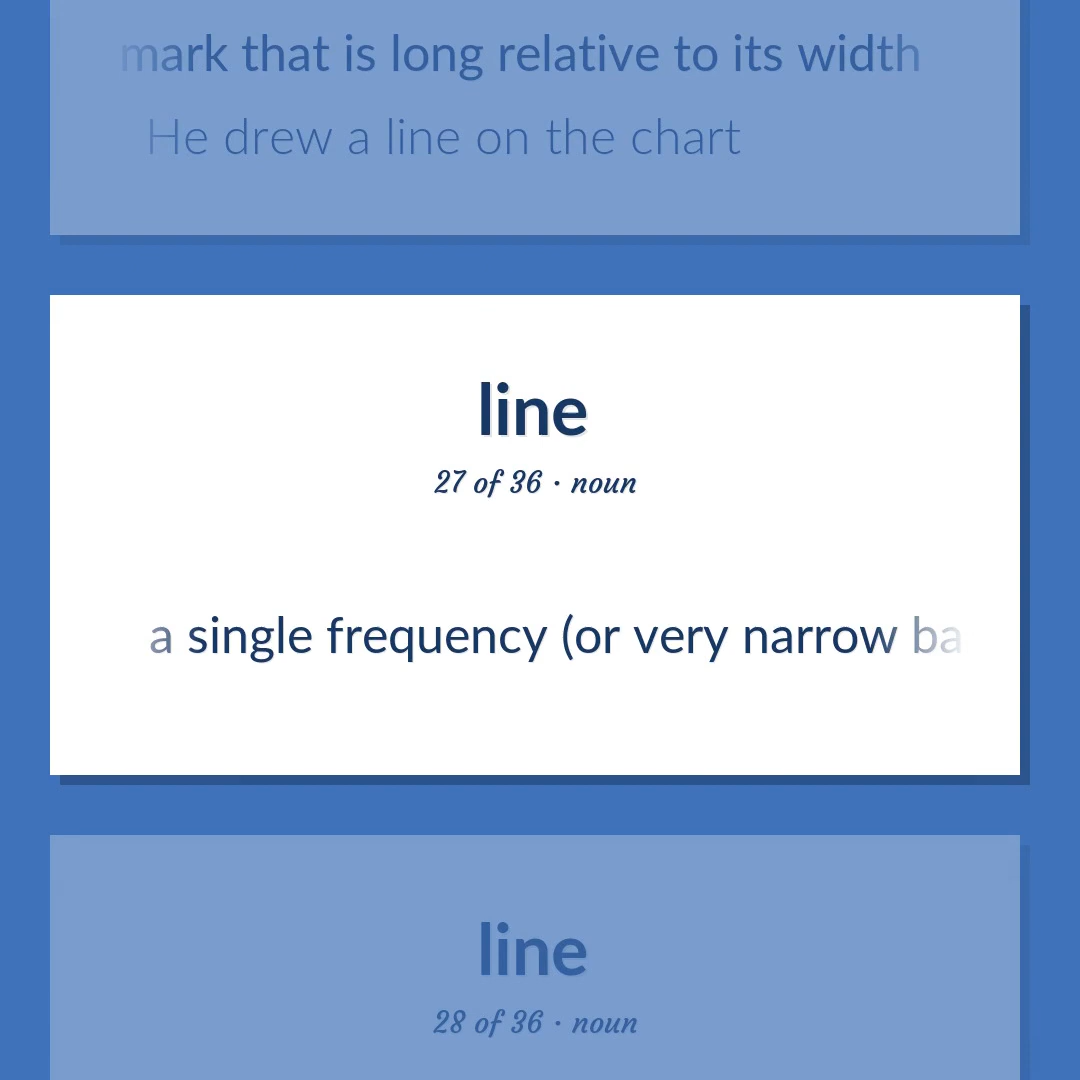 mark that is long relative to its width
He drew a line on the chart
line
27 of 36 · noun
a single frequency (or very narrow ba
line
28 of 36 · noun